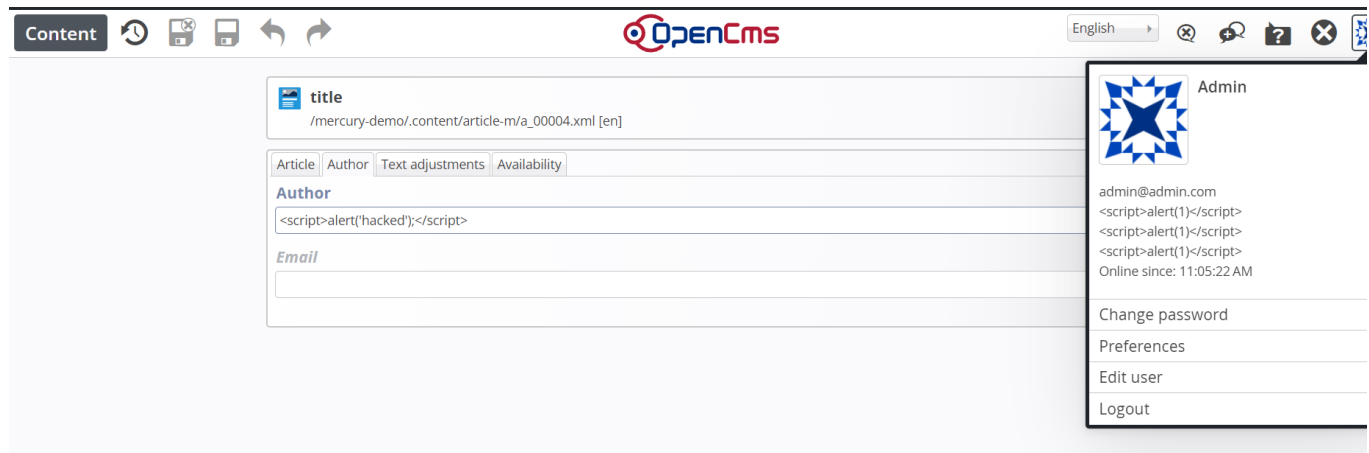 Content
OpenCms
English
title
/mercury-demo/.content/article-m/a_00004.xml [en]
Article Author Text adjustments Availability
Author
<script>alert('hacked');</script>
Email
Admin
admin@admin.com
<script>alert(1)</script>
<script>alert(1)</script>
<script>alert(1)</script>
Online since: 11:05:22 AM
Change password
Preferences
Edit user
Logout